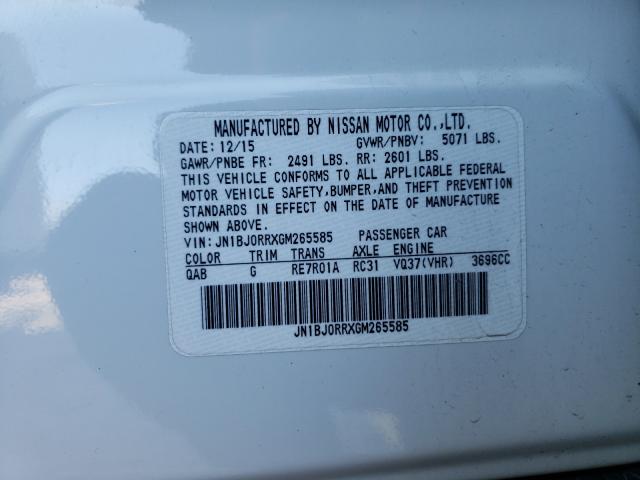 MANUFACTURED BY NISSAN MOTOR CO.,LTD.
DATE: 12/15 GVWR/PNBV: 5071 LBS.
GAWR/PNBE FR: 2491 LBS. RR: 2601 LBS.
THIS VEHICLE CONFORMS TO ALL APPLICABLE FEDERAL
MOTOR VEHICLE SAFETY,BUMPER,AND THEFT PREVENTION
STANDARDS IN EFFECT ON THE DATE OF MANUFACTURE
SHOWN ABOVE.
VIN: JN1BJ0RRXGM265585 PASSENGER CAR
COLOR TRIM TRANS AXLE ENGINE
QAB G RE7R01A RC31 VQ37(VHR) 3696CC
JN1BJ0RRXGM265585